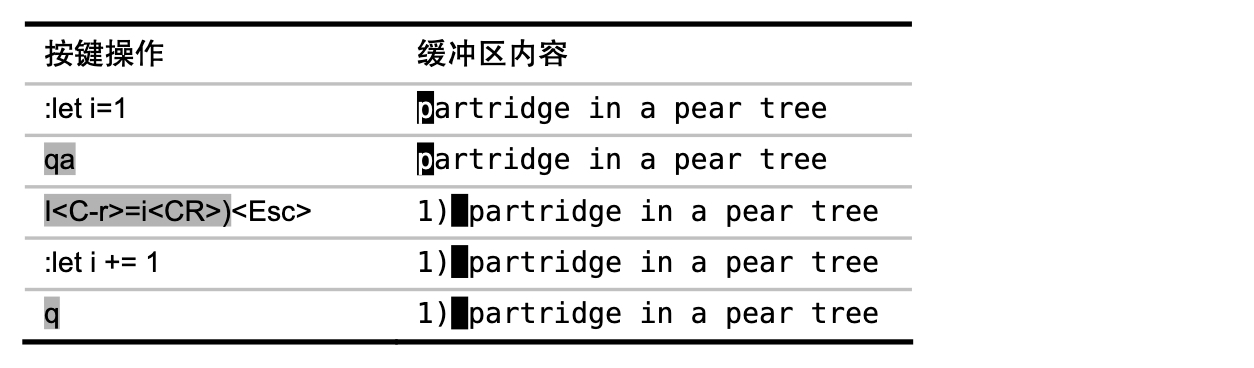 按键操作 缓冲区内容
:let i=1 partridge in a pear tree
qa partridge in a pear tree
I<C-r>=i<CR>)<Esc> 1) partridge in a pear tree
:let i += 1 1) partridge in a pear tree
q 1) partridge in a pear tree